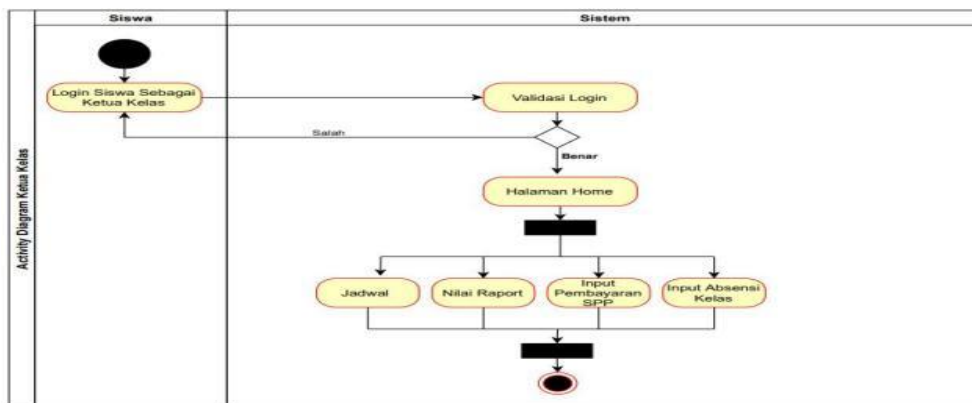 Siswa
Sistem
Activity Diagram Ketua Kelas
Login Siswa Sebagai
Ketua Kelas
Validasi Login
Salah
Benar
Halaman Home
Jadwal
Nilai Raport
Input
Pembayaran
SPP
Input Absensi
Kelas